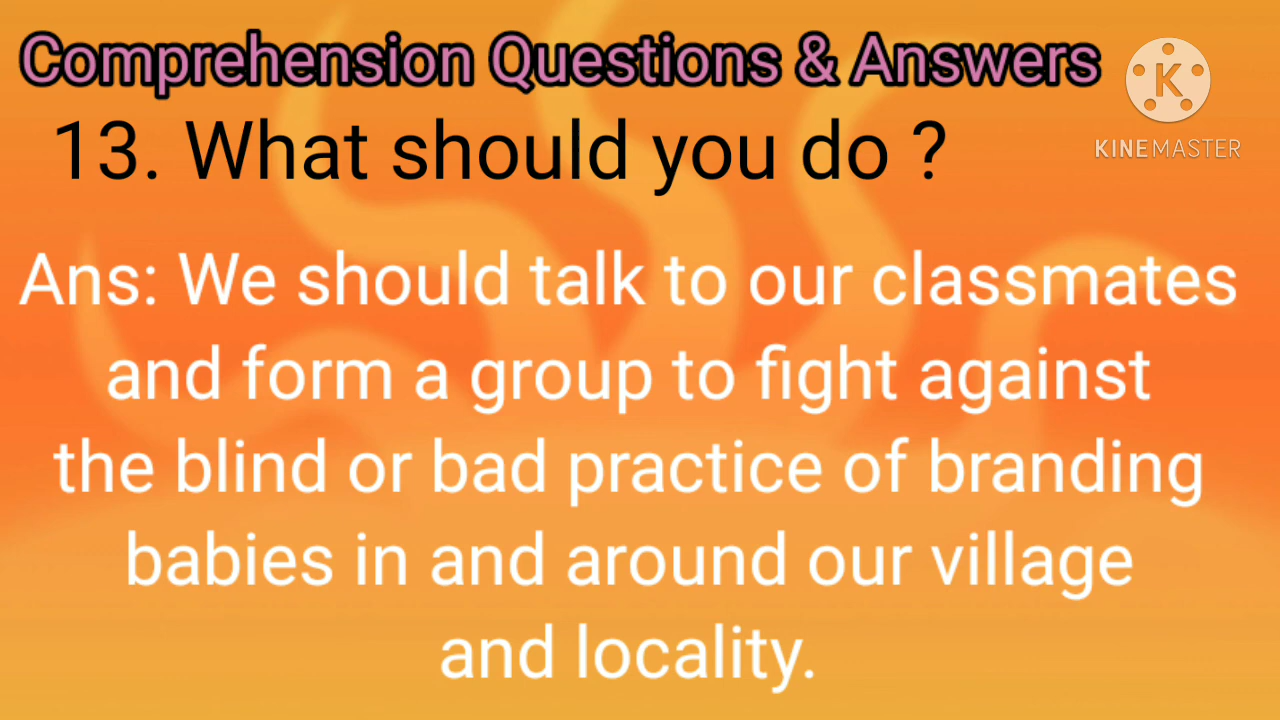 Comprehension Questions & Answers
K
KINEMASTER
13. What should you do ?
Ans: We should talk to our classmates
and form a group to fight against
the blind or bad practice of branding
babies in and around our village
and locality.